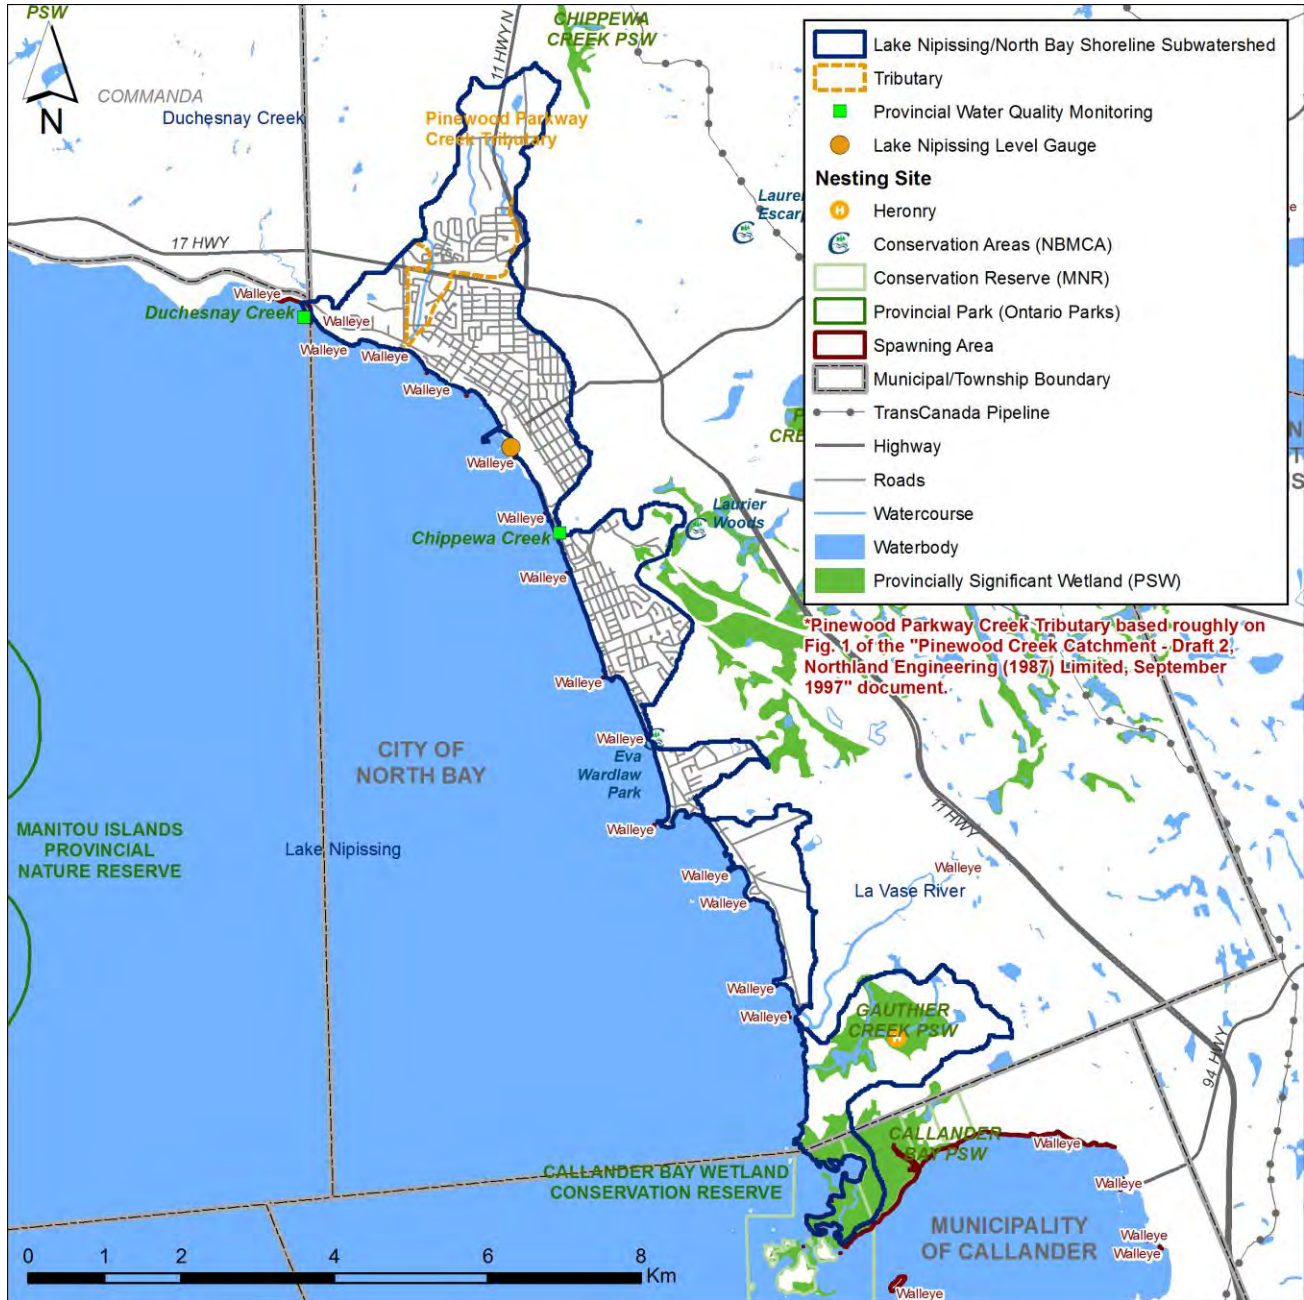 PSW
N
COMMANDA
Duchesnay Creek
11 HWY N
CHIPPEWA
CREEK PSW
Pinewood Parkway
Creek Tributary
17 HWY
Walleye
Duchesnay Creek
Walleye
Walleye
Walleye
Walleye
Walleye
Walleye
Chippewa Creek
Walleye
Laurier
Woods
Walleye
Walleye
Eva
Wardlaw
Park
CITY OF
NORTH BAY
Walleye
MANITOU ISLANDS
PROVINCIAL
NATURE RESERVE
Lake Nipissing
Walleye
Walleye
Walleye
La Vase River
11 HWY
Walleye
Walleye
GAUTHIER
CREEK PSW
H
94 HWY
CALLANDER
BAY PSW
Walleye
CALLANDER BAY WETLAND
CONSERVATION RESERVE
Walleye
MUNICIPALITY
OF CALLANDER
Walleye
Walleye
Walleye
0 1 2 4 6 8
Km
Lake Nipissing/North Bay Shoreline Subwatershed
Tributary
Provincial Water Quality Monitoring
Lake Nipissing Level Gauge
Nesting Site
H Heronry
Conservation Areas (NBMCA)
Conservation Reserve (MNR)
Provincial Park (Ontario Parks)
Spawning Area
Municipal/Township Boundary
TransCanada Pipeline
Highway
Roads
Watercourse
Waterbody
Provincially Significant Wetland (PSW)
*Pinewood Parkway Creek Tributary based roughly on
Fig. 1 of the "Pinewood Creek Catchment - Draft 2,
Northland Engineering (1987) Limited, September
1997" document.